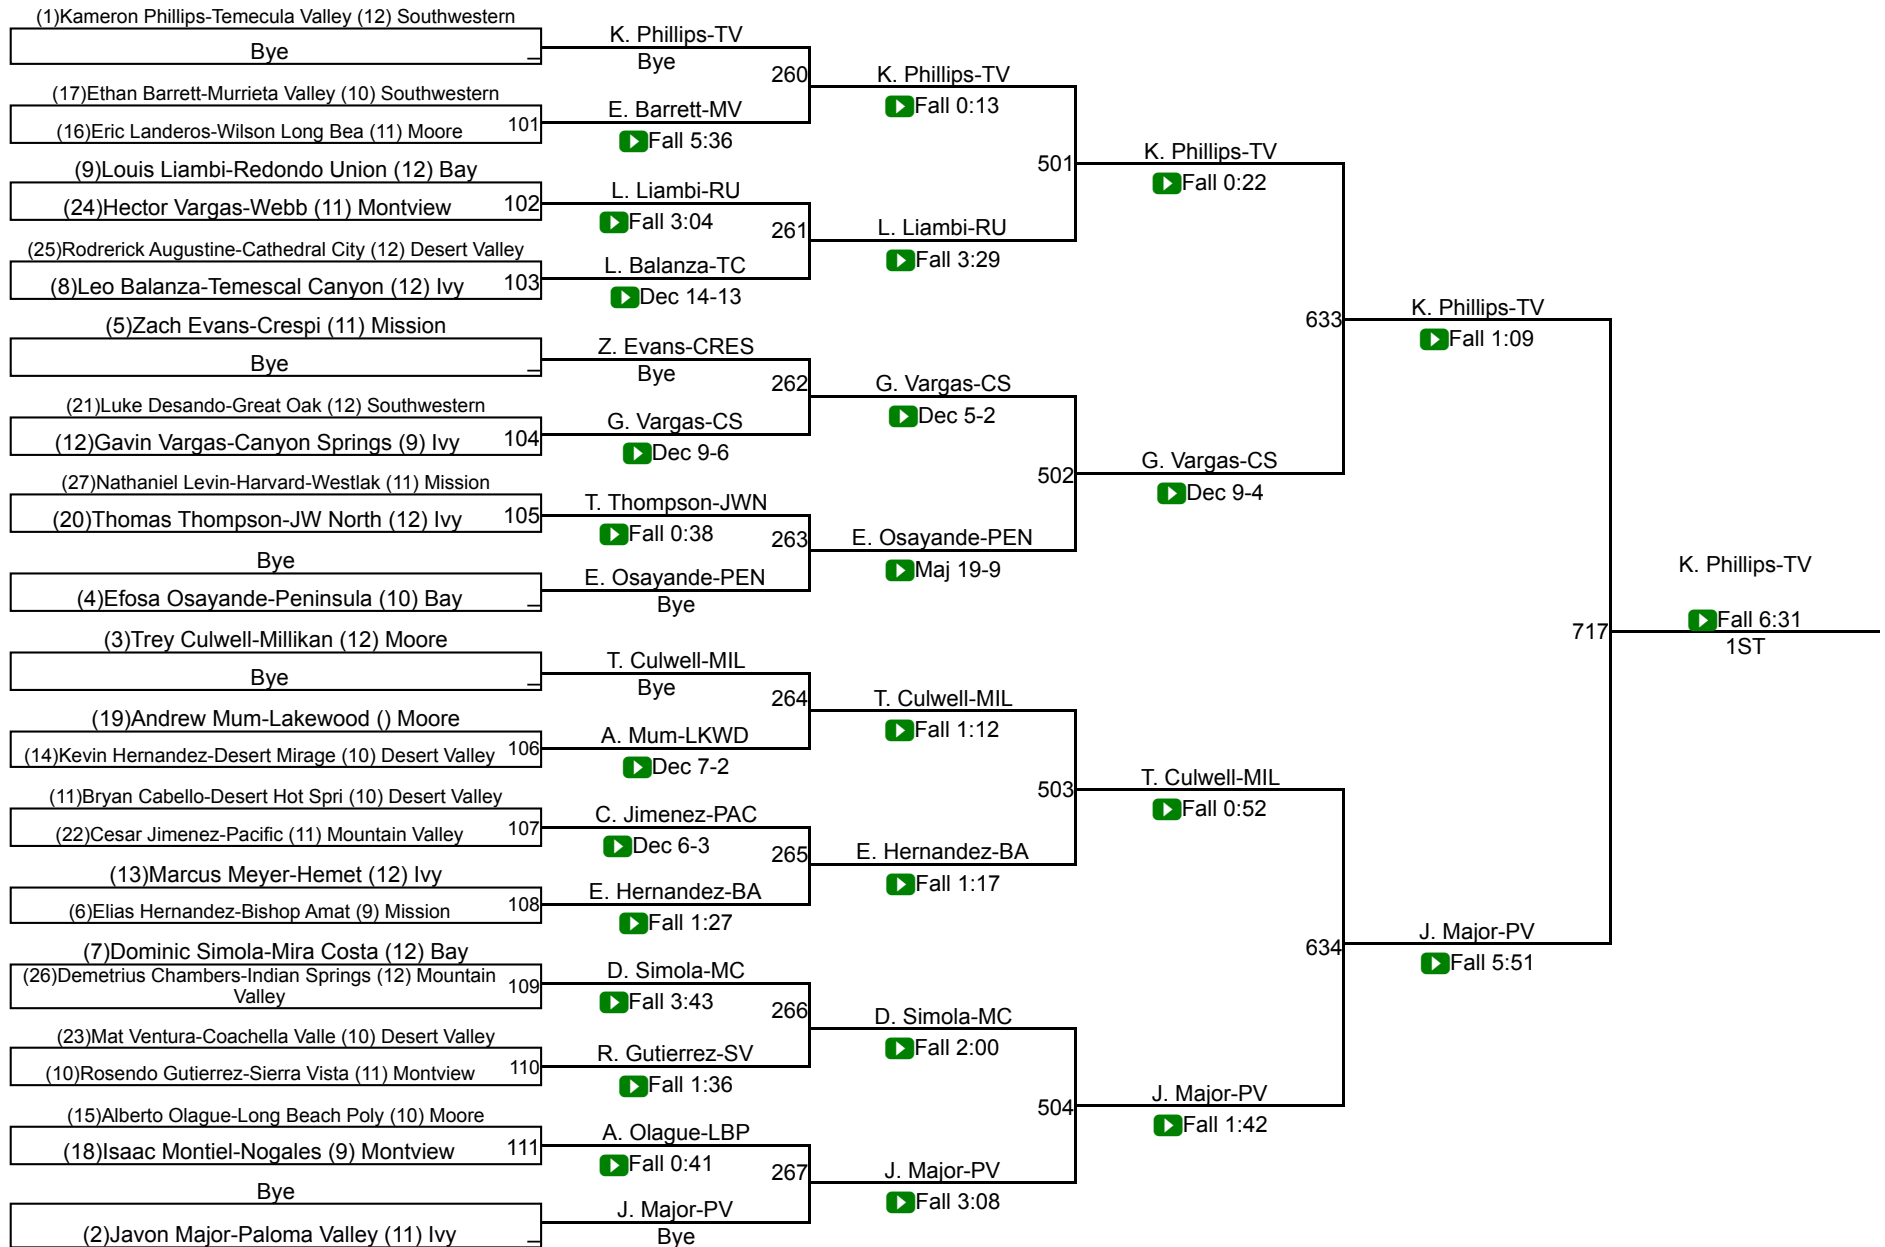 (1)Kameron Phillips-Temecula Valley (12) Southwestern
Bye
(17)Ethan Barrett-Murrieta Valley (10) Southwestern
(16)Eric Landeros-Wilson Long Bea (11) Moore
101
(9)Louis Liambi-Redondo Union (12) Bay
(24)Hector Vargas-Webb (11) Montview
102
(25)Rodrerick Augustine-Cathedral City (12) Desert Valley
(8)Leo Balanza-Temescal Canyon (12) Ivy
103
(5)Zach Evans-Crespi (11) Mission
Bye
(21)Luke Desando-Great Oak (12) Southwestern
(12)Gavin Vargas-Canyon Springs (9) Ivy
104
(27)Nathaniel Levin-Harvard-Westlak (11) Mission
(20)Thomas Thompson-JW North (12) Ivy
105
Bye
(4)Efosa Osayande-Peninsula (10) Bay
(3)Trey Culwell-Millikan (12) Moore
Bye
(19)Andrew Mum-Lakewood () Moore
(14)Kevin Hernandez-Desert Mirage (10) Desert Valley
106
(11)Bryan Cabello-Desert Hot Spri (10) Desert Valley
(22)Cesar Jimenez-Pacific (11) Mountain Valley
107
(13)Marcus Meyer-Hemet (12) Ivy
(6)Elias Hernandez-Bishop Amat (9) Mission
108
(7)Dominic Simola-Mira Costa (12) Bay
(26)Demetrius Chambers-Indian Springs (12) Mountain
Valley
109
(23)Mat Ventura-Coachella Valle (10) Desert Valley
(10)Rosendo Gutierrez-Sierra Vista (11) Montview
110
(15)Alberto Olague-Long Beach Poly (10) Moore
(18)Isaac Montiel-Nogales (9) Montview
111
Bye
(2)Javon Major-Paloma Valley (11) Ivy
K. Phillips-TV
Bye
260
E. Barrett-MV
Fall 5:36
L. Liambi-RU
Fall 3:04
261
L. Balanza-TC
Dec 14-13
Z. Evans-CRES
Bye
262
G. Vargas-CS
Dec 9-6
T. Thompson-JWN
Fall 0:38
263
E. Osayande-PEN
Bye
T. Culwell-MIL
Bye
264
A. Mum-LKWD
Dec 7-2
C. Jimenez-PAC
Dec 6-3
265
E. Hernandez-BA
Fall 1:27
D. Simola-MC
Fall 3:43
266
R. Gutierrez-SV
Fall 1:36
A. Olague-LBP
Fall 0:41
267
J. Major-PV
Bye
K. Phillips-TV
Fall 0:13
501
L. Liambi-RU
Fall 3:29
G. Vargas-CS
Dec 5-2
502
E. Osayande-PEN
Maj 19-9
T. Culwell-MIL
Fall 1:12
503
E. Hernandez-BA
Fall 1:17
D. Simola-MC
Fall 2:00
504
J. Major-PV
Fall 3:08
K. Phillips-TV
Fall 0:22
633
G. Vargas-CS
Dec 9-4
T. Culwell-MIL
Fall 0:52
634
J. Major-PV
Fall 1:42
K. Phillips-TV
Fall 1:09
717
J. Major-PV
Fall 5:51
K. Phillips-TV
Fall 6:31
1ST